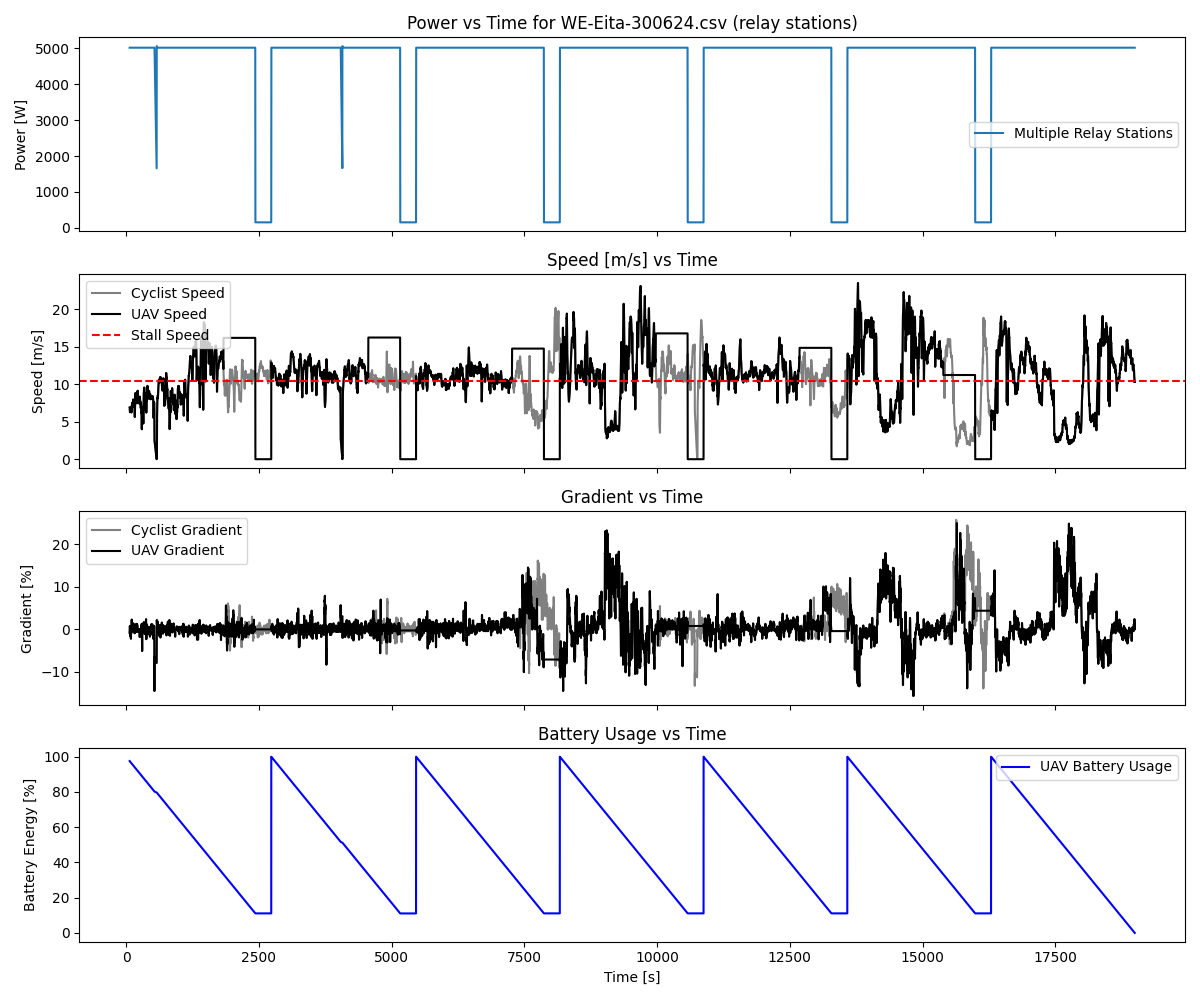 Power vs Time for WE-Eita-300624.csv (relay stations)
5000
4000
3000
2000
1000
0
Power [W]
Multiple Relay Stations
Speed [m/s] vs Time
20
15
10
5
0
Speed [m/s]
Cyclist Speed
UAV Speed
Stall Speed
Gradient vs Time
20
10
0
−10
Gradient [%]
Cyclist Gradient
UAV Gradient
Battery Usage vs Time
100
80
60
40
20
0
Battery Energy [%]
UAV Battery Usage
0 2500 5000 7500 10000 12500 15000 17500
Time [s]